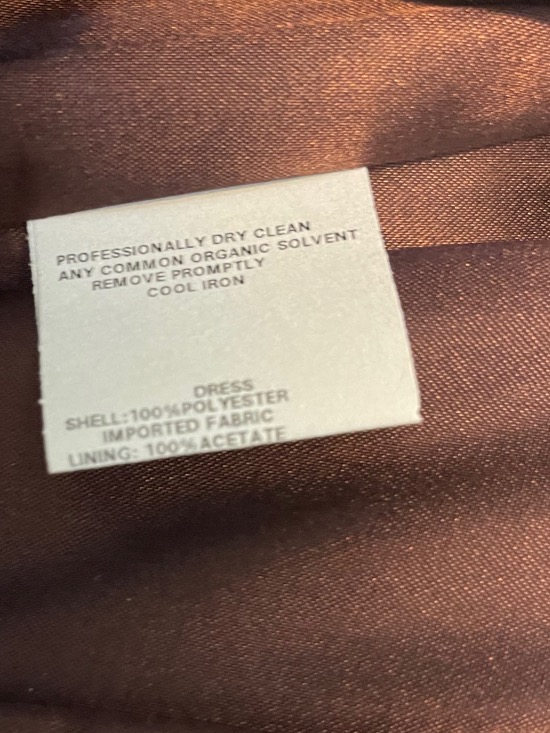 PROFESSIONALLY DRY CLEAN
ANY COMMON ORGANIC SOLVENT
REMOVE PROMPTLY
COOL IRON
DRESS
SHELL:100%POLYESTER
IMPORTED FABRIC
LINING: 100%ACETATE